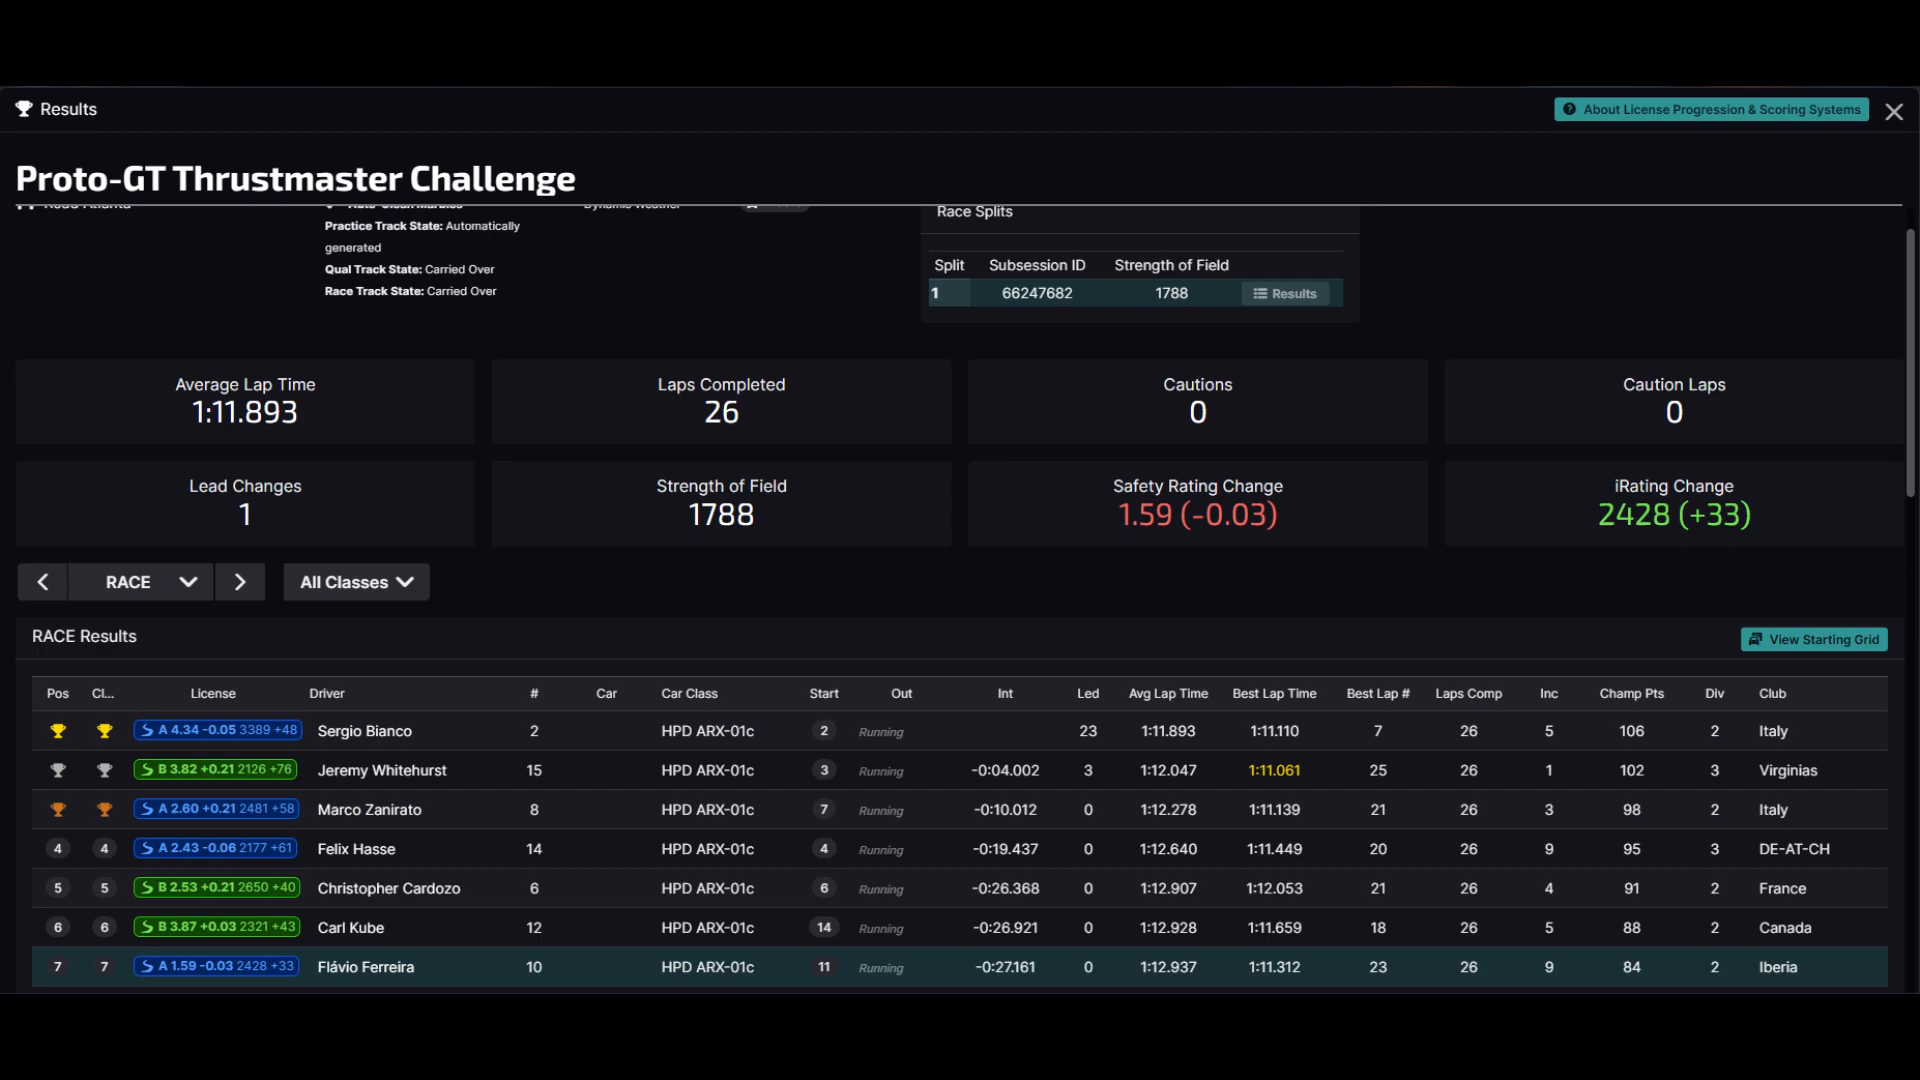 Results
About License Progression & Scoring Systems
Proto-GT Thrustmaster Challenge
Practice Track State: Automatically
generated
Qual Track State: Carried Over
Race Track State: Carried Over
Race Splits
Split Subsession ID Strength of Field
1 66247682 1788 Results
Average Lap Time Laps Completed Cautions Caution Laps
1:11.893 26 0 0
Lead Changes Strength of Field Safety Rating Change iRating Change
1 1788 1.59 (-0.03) 2428 (+33)
RACE All Classes
RACE Results View Starting Grid
Pos Cl... License Driver # Car Car Class Start Out Int Led Avg Lap Time Best Lap Time Best Lap # Laps Comp Inc Champ Pts Div Club
A 4.34 -0.05 3389 +48 Sergio Bianco 2 HPD ARX-01c 2 Running 23 1:11.893 1:11.110 7 26 5 106 2 Italy
B 3.82 +0.21 2126 +76 Jeremy Whitehurst 15 HPD ARX-01c 3 Running -0:04.002 3 1:12.047 1:11.061 25 26 1 102 3 Virginias
A 2.60 +0.21 2481 +58 Marco Zanirato 8 HPD ARX-01c 7 Running -0:10.012 0 1:12.278 1:11.139 21 26 3 98 2 Italy
4 4 A 2.43 -0.06 2177 +61 Felix Hasse 14 HPD ARX-01c 4 Running -0:19.437 0 1:12.640 1:11.449 20 26 9 95 3 DE-AT-CH
5 5 B 2.53 +0.21 2650 +40 Christopher Cardozo 6 HPD ARX-01c 6 Running -0:26.368 0 1:12.907 1:12.053 21 26 4 91 2 France
6 6 B 3.87 +0.03 2321 +43 Carl Kube 12 HPD ARX-01c 14 Running -0:26.921 0 1:12.928 1:11.659 18 26 5 88 2 Canada
7 7 A 1.59 -0.03 2428 +33 Flávio Ferreira 10 HPD ARX-01c 11 Running -0:27.161 0 1:12.937 1:11.312 23 26 9 84 2 Iberia